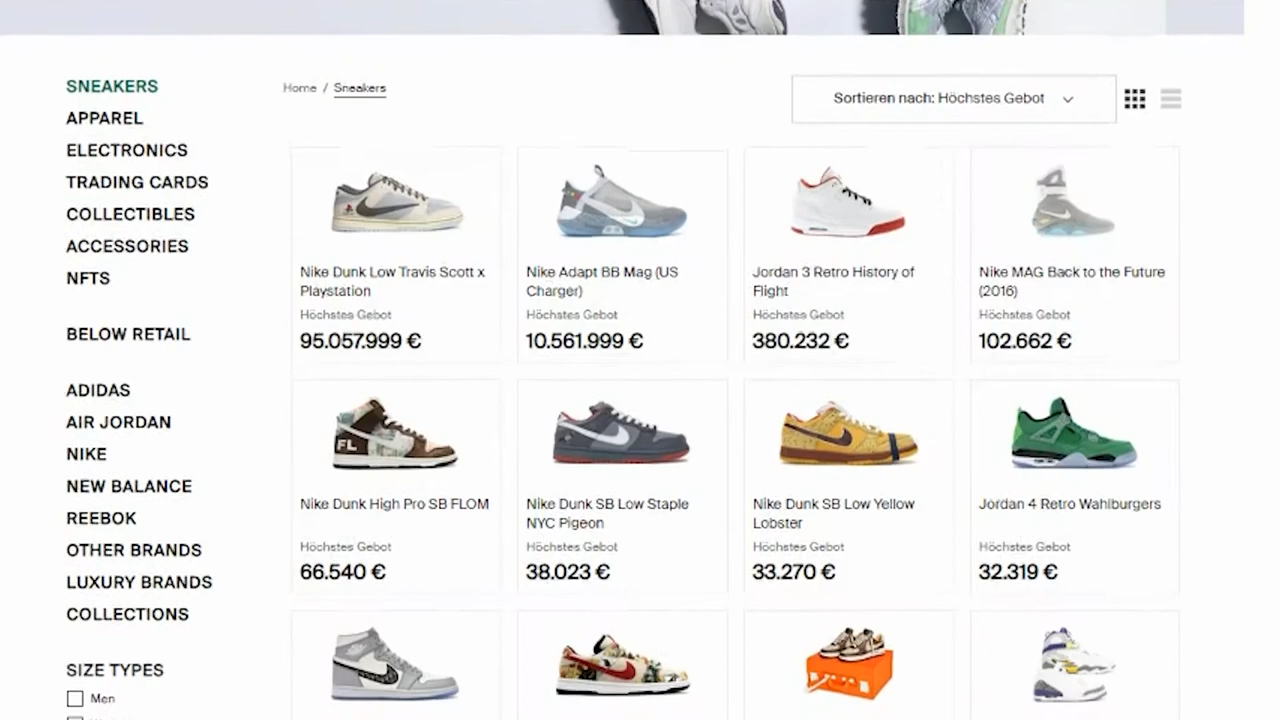 SNEAKERS
APPAREL
ELECTRONICS
TRADING CARDS
COLLECTIBLES
ACCESSORIES
NFTS
BELOW RETAIL
ADIDAS
AIR JORDAN
NIKE
NEW BALANCE
REEBOK
OTHER BRANDS
LUXURY BRANDS
COLLECTIONS
SIZE TYPES
Men
Home / Sneakers
Sortieren nach: Höchstes Gebot
Nike Dunk Low Travis Scott x
Playstation
Höchstes Gebot
95.057.999 €
Nike Adapt BB Mag (US
Charger)
Höchstes Gebot
10.561.999 €
Jordan 3 Retro History of
Flight
Höchstes Gebot
380.232 €
Nike MAG Back to the Future
(2016)
Höchstes Gebot
102.662 €
FL
Nike Dunk High Pro SB FLOM
Höchstes Gebot
66.540 €
Nike Dunk SB Low Staple
NYC Pigeon
Höchstes Gebot
38.023 €
Nike Dunk SB Low Yellow
Lobster
Höchstes Gebot
33.270 €
Jordan 4 Retro Wahlburgers
Höchstes Gebot
32.319 €